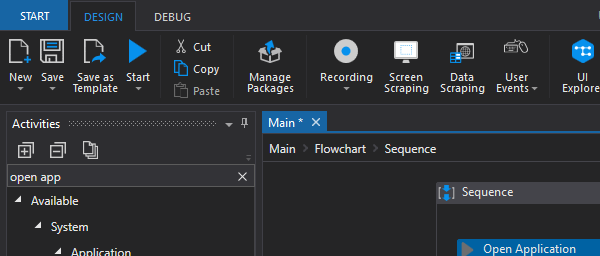 START DESIGN DEBUG
New Save Save as Template Start Cut Copy Paste Manage Packages Recording Screen Scraping Data Scraping User Events UI Explore
Activities
Main * X
open app
Main > Flowchart > Sequence
Available
Sequence
System
Application
Open Application